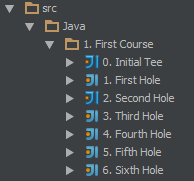 src
Java
1. First Course
0. Initial Tee
1. First Hole
2. Second Hole
3. Third Hole
4. Fourth Hole
5. Fifth Hole
6. Sixth Hole